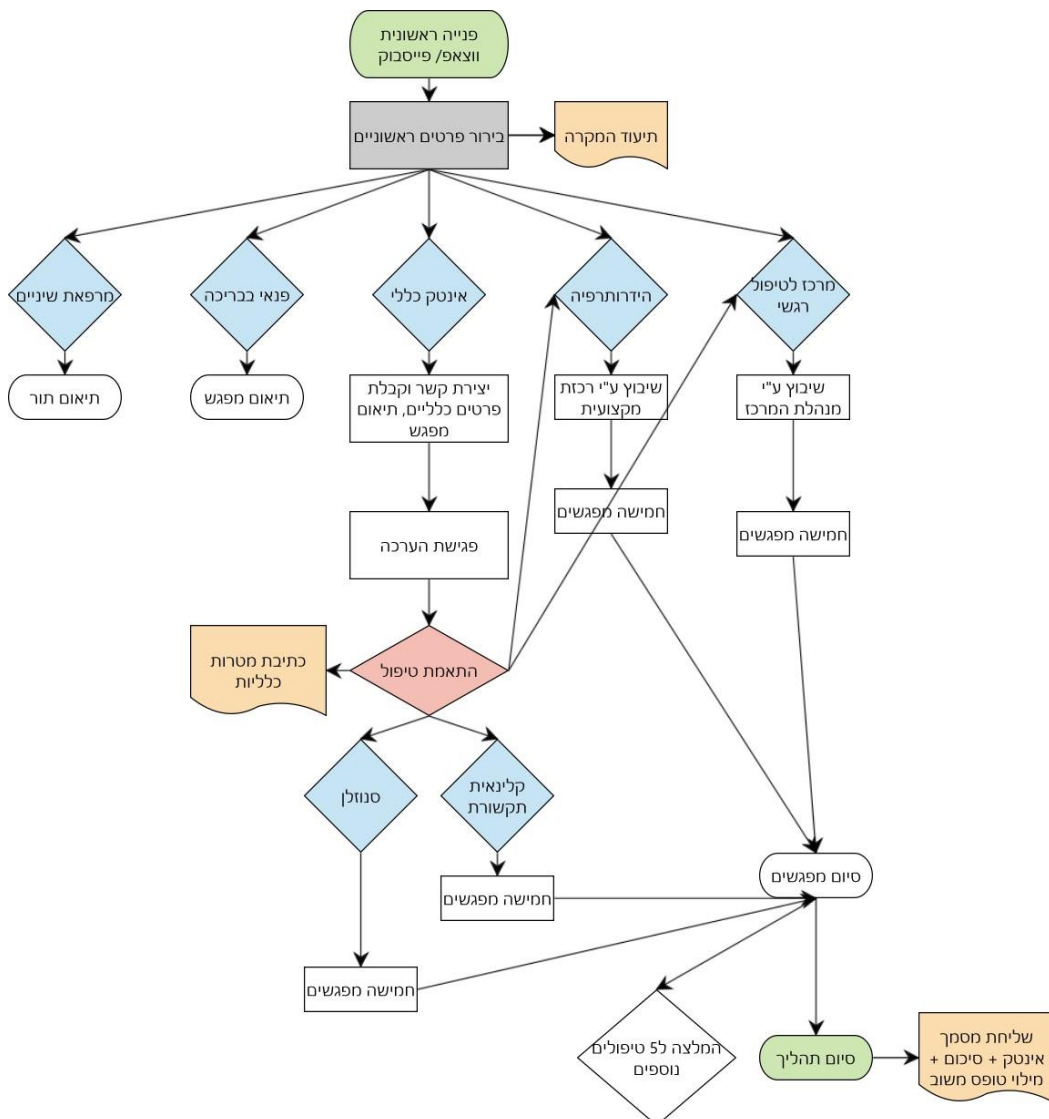 פנייה ראשונית
ווצאפ/ פייסבוק
בירור פרטים ראשוניים
תיעוד המקרה
מרכז לטיפול
רגשי
הידרותרפיה
אינטק כללי
פנאי בבריכה
מרפאת שיניים
שיבוץ ע"י
מנהלת המרכז
שיבוץ ע"י רכזת
מקצועית
יצירת קשר וקבלת
פרטים כלליים, תיאום
מפגש
תיאום מפגש
תיאום תור
חמישה מפגשים
חמישה מפגשים
פגישת הערכה
התאמת טיפול
כתיבת מטרות
כלליות
קלינאית
תקשורת
סנוזלן
סיום מפגשים
חמישה מפגשים
חמישה מפגשים
המלצה ל5 טיפולים
נוספים
סיום תהליך
שליחת מסמך
אינטק + סיכום +
מילוי טופס משוב